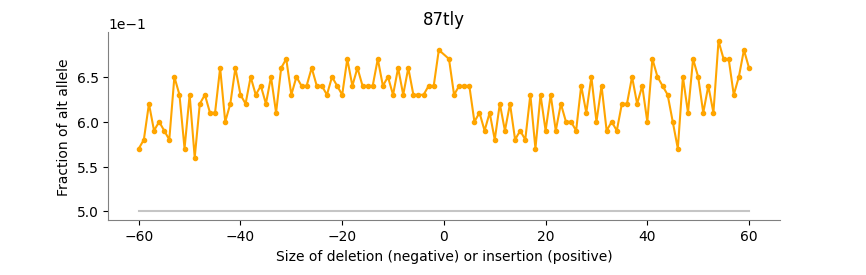 87tly
1e−1
6.5
6.0
5.5
5.0
Fraction of alt allele
−60 −40 −20 0 20 40 60
Size of deletion (negative) or insertion (positive)